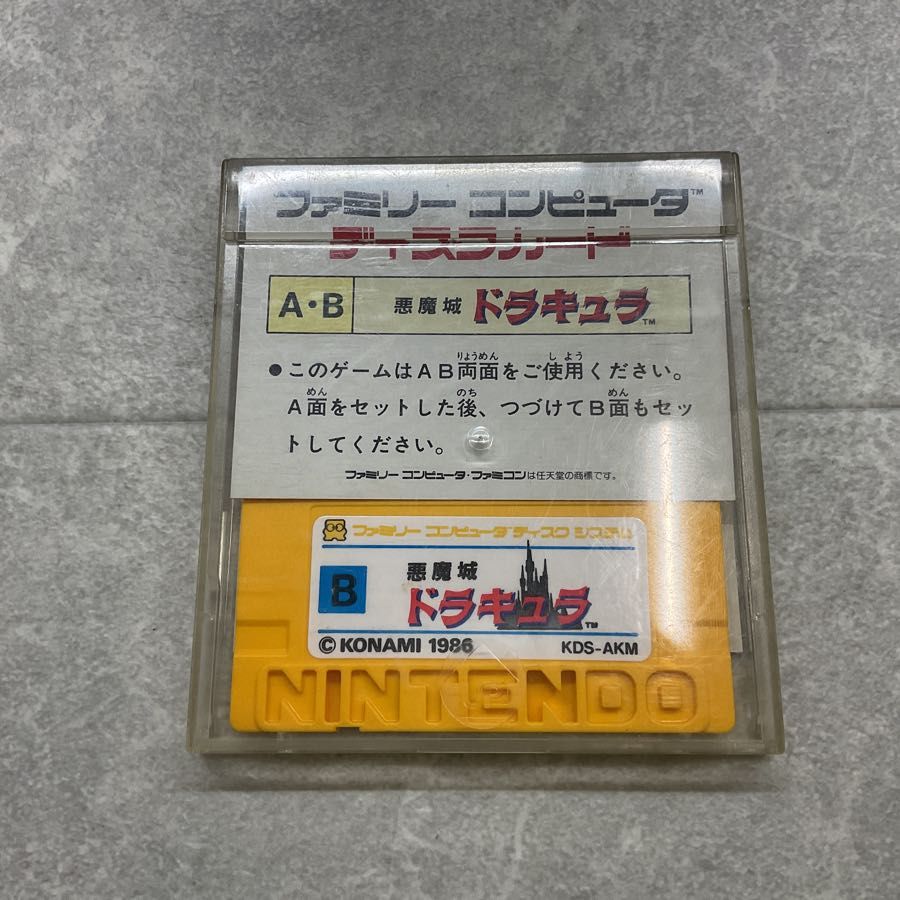 ファミリー コンピュータ™
ディスクカード
A・B 悪魔城 ドラキュラ™
●このゲームはAB両面をご使用ください。
A面をセットした後、つづけてB面もセッ
トしてください。
ファミリー コンピュータ・ファミコンは任天堂の商標です。
ファミリー コンピュータ ディスク システム
B 悪魔城
ドラキュラ™
©KONAMI 1986 KDS-AKM
NINTENDO